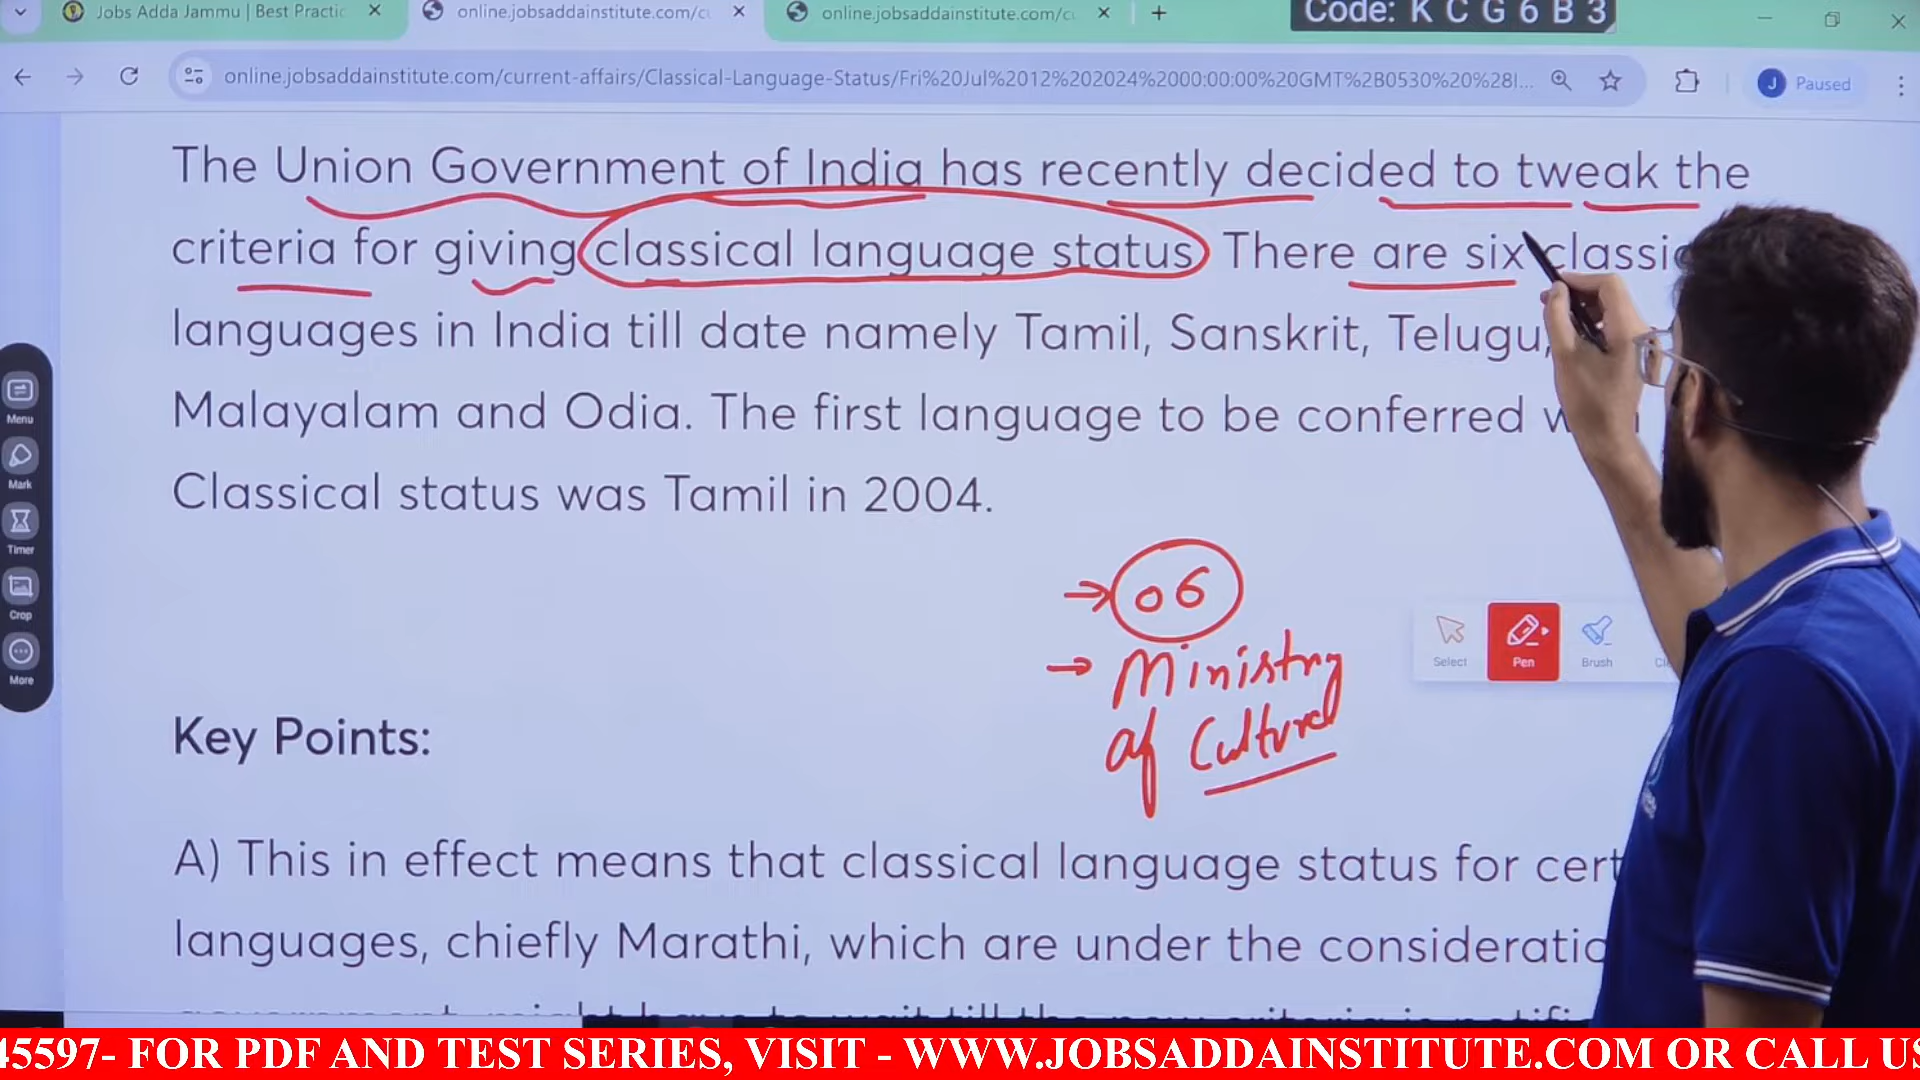 Jobs Adda Jammu | Best Practic
online.jobsaddainstitute.com/cu
online.jobsaddainstitute.com/cu
Code: K C G 6 B 3
online.jobsaddainstitute.com/current-affairs/Classical-Language-Status/Fri%20Jul%2012%202024%2000:00:00%20GMT%2B0530%20%28I...
J Paused
The Union Government of India has recently decided to tweak the
criteria for giving classical language status There are six classic
languages in India till date namely Tamil, Sanskrit, Telugu,
Malayalam and Odia. The first language to be conferred
Classical status was Tamil in 2004.
→ 06
→ Ministry
of Culture
Menu
Mark
Timer
Crop
More
Select
Pen
Brush
Key Points:
A) This in effect means that classical language status for cert
languages, chiefly Marathi, which are under the consideratio
45597- FOR PDF AND TEST SERIES, VISIT - WWW.JOBSADDAINSTITUTE.COM OR CALL US